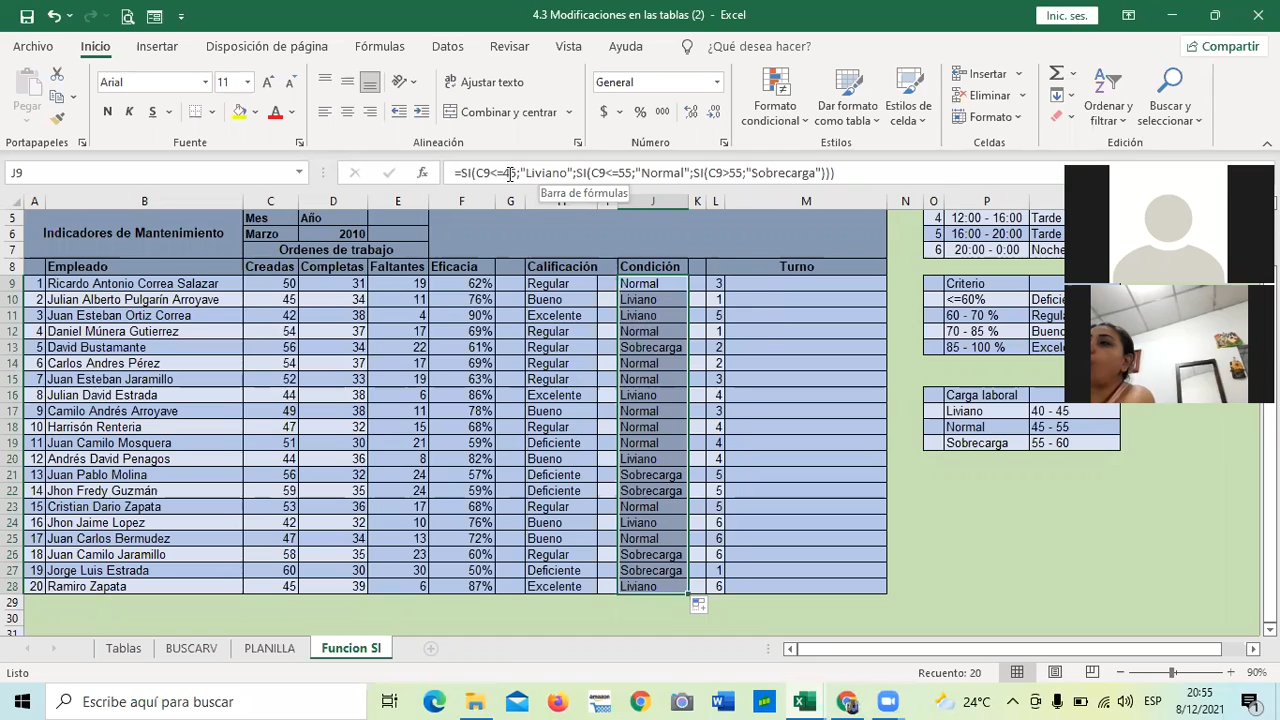 4.3 Modificaciones en las tablas (2) - Excel
Inic. ses.
Archivo Inicio Insertar Disposición de página Fórmulas Datos Revisar Vista Ayuda ¿Qué desea hacer? Compartir
Pegar
Arial 11
N K S
Ajustar texto
Combinar y centrar
General
$ % 000
Formato condicional
Dar formato como tabla
Estilos de celda
Insertar
Eliminar
Formato
Ordenar y filtrar
Buscar y seleccionar
Portapapeles Fuente Alineación Número Estilos Celdas Edición
J9 =SI(C9<=45;"Liviano";SI(C9<=55;"Normal";SI(C9>55;"Sobrecarga")))
Barra de fórmulas
A B C D E F G H I J K L M N O P
5 Indicadores de Mantenimiento Mes Año 4 12:00 - 16:00 Tarde
6 Marzo 2010 5 16:00 - 20:00 Tarde
7 Ordenes de trabajo 6 20:00 - 0:00 Noche
8 Empleado Creadas Completas Faltantes Eficacia Calificación Condición Turno
9 1 Ricardo Antonio Correa Salazar 50 31 19 62% Regular Normal 3 Criterio
10 2 Julian Alberto Pulgarín Arroyave 45 34 11 76% Bueno Liviano 1 <=60%
11 3 Juan Esteban Ortiz Correa 42 38 4 90% Excelente Liviano 5 60 - 70 %
12 4 Daniel Múnera Gutierrez 54 37 17 69% Regular Normal 1 70 - 85 % Bueno
13 5 David Bustamante 56 34 22 61% Regular Sobrecarga 2 85 - 100 %
14 6 Carlos Andres Pérez 54 37 17 69% Regular Normal 2
15 7 Juan Esteban Jaramillo 52 33 19 63% Regular Normal 3
16 8 Julian David Estrada 44 38 6 86% Excelente Liviano 4 Carga laboral
17 9 Camilo Andrés Arroyave 49 38 11 78% Bueno Normal 3 Liviano 40 - 45
18 10 Harrisón Renteria 47 32 15 68% Regular Normal 4 Normal 45 - 55
19 11 Juan Camilo Mosquera 51 30 21 59% Deficiente Normal 4 Sobrecarga 55 - 60
20 12 Andrés David Penagos 44 36 8 82% Bueno Liviano 4
21 13 Juan Pablo Molina 56 32 24 57% Deficiente Sobrecarga 5
22 14 Jhon Fredy Guzmán 59 35 24 59% Deficiente Sobrecarga 5
23 15 Cristian Dario Zapata 53 36 17 68% Regular Normal 5
24 16 Jhon Jaime Lopez 42 32 10 76% Bueno Liviano 6
25 17 Juan Carlos Bermudez 47 34 13 72% Bueno Normal 6
26 18 Juan Camilo Jaramillo 58 35 23 60% Regular Sobrecarga 6
27 19 Jorge Luis Estrada 60 30 30 50% Deficiente Sobrecarga 1
28 20 Ramiro Zapata 45 39 6 87% Excelente Liviano 6
29
30
31
Tablas BUSCARV PLANILLA Funcion SI
Listo Recuento: 20 90%
Escribe aquí para buscar 24°C ESP 20:55
8/12/2021